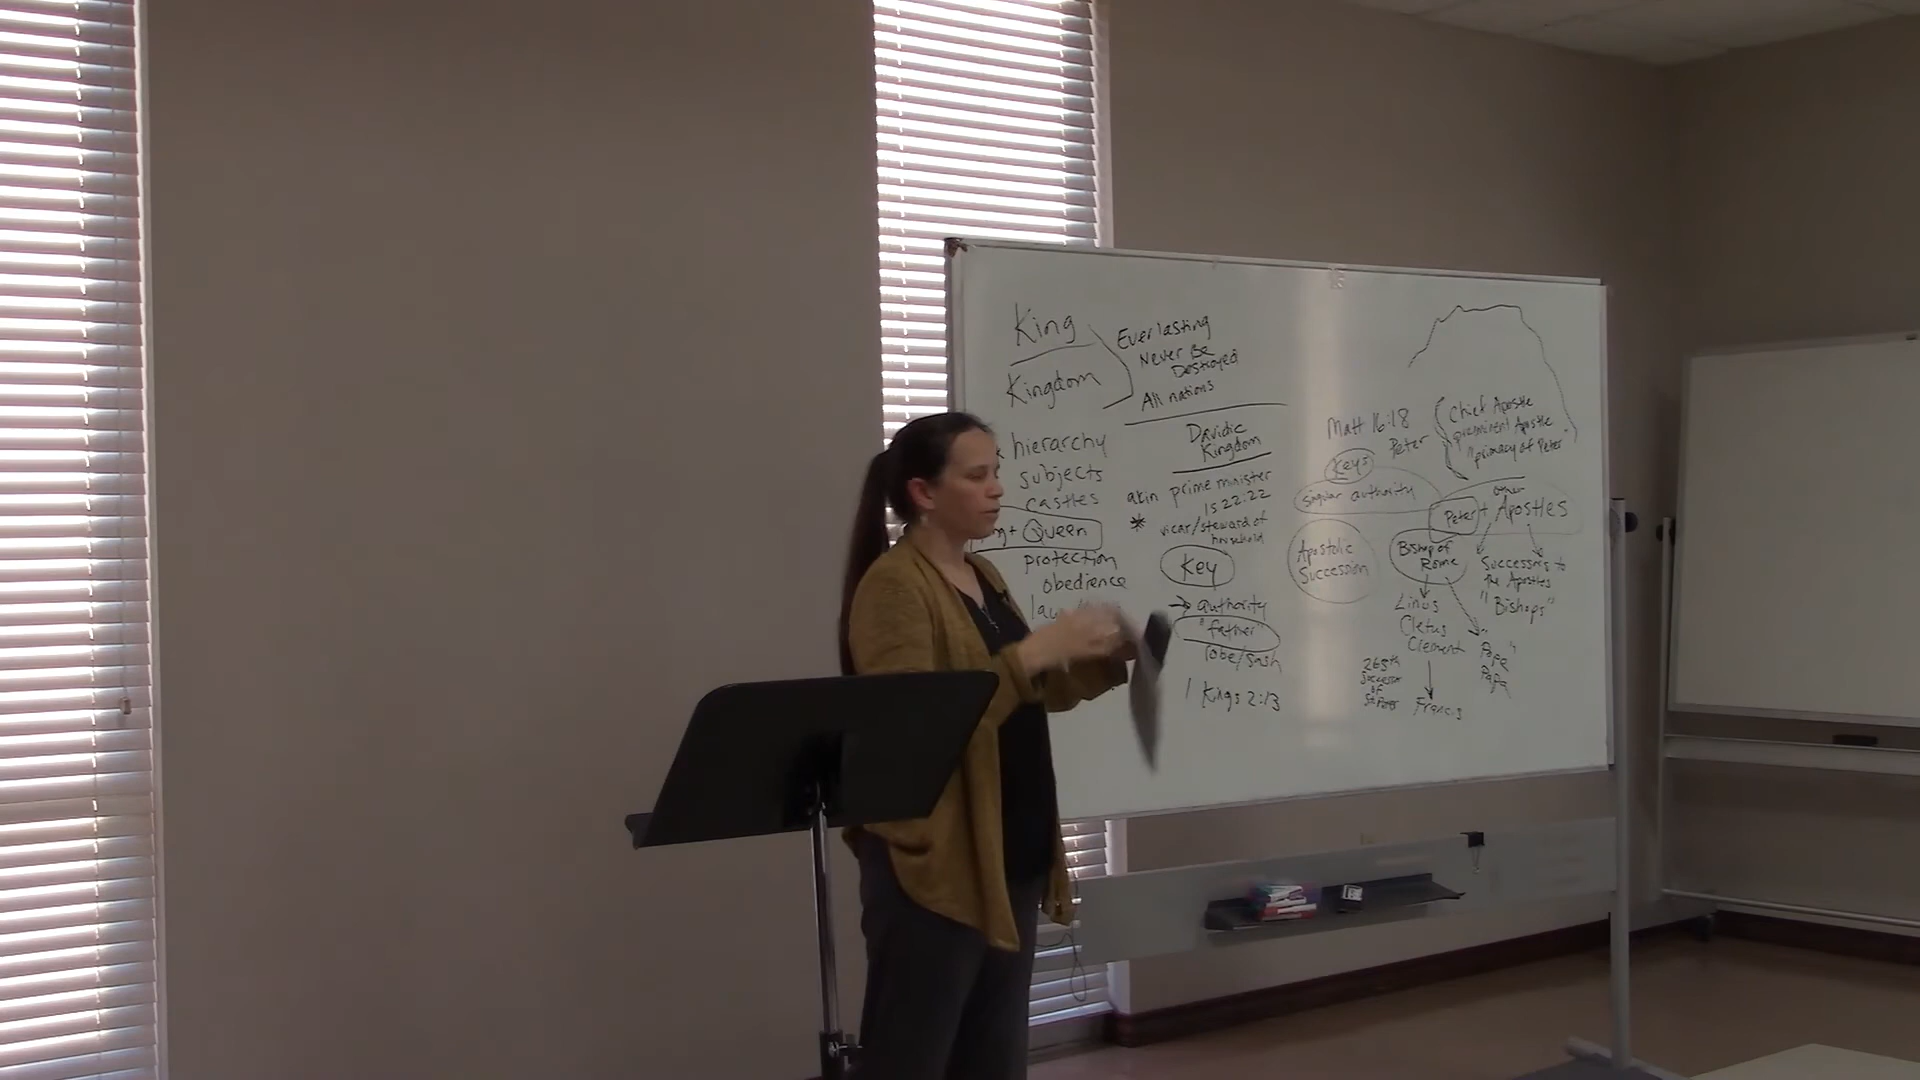 King
Kingdom
Everlasting
Never Be
Destroyed
All nations
hierarchy
subjects
castles
+ Queen
protection
obedience
Davidic
Kingdom
akin prime minister
Is 22:22
* vicar/steward of
household
Key
→ authority
"father"
robe/sash
1 Kings 2:13
Matt 16:18
Peter
Chief Apostle
prominent Apostle
"primacy of Peter"
Keys
singular authority
other
Peter + Apostles
Apostolic
Succession
Bishop of
Rome
Successors to
the Apostles
"Bishops"
Linus
Cletus
Clement
"Pope"
Papa
265th
Successor
of
St Peter
Francis